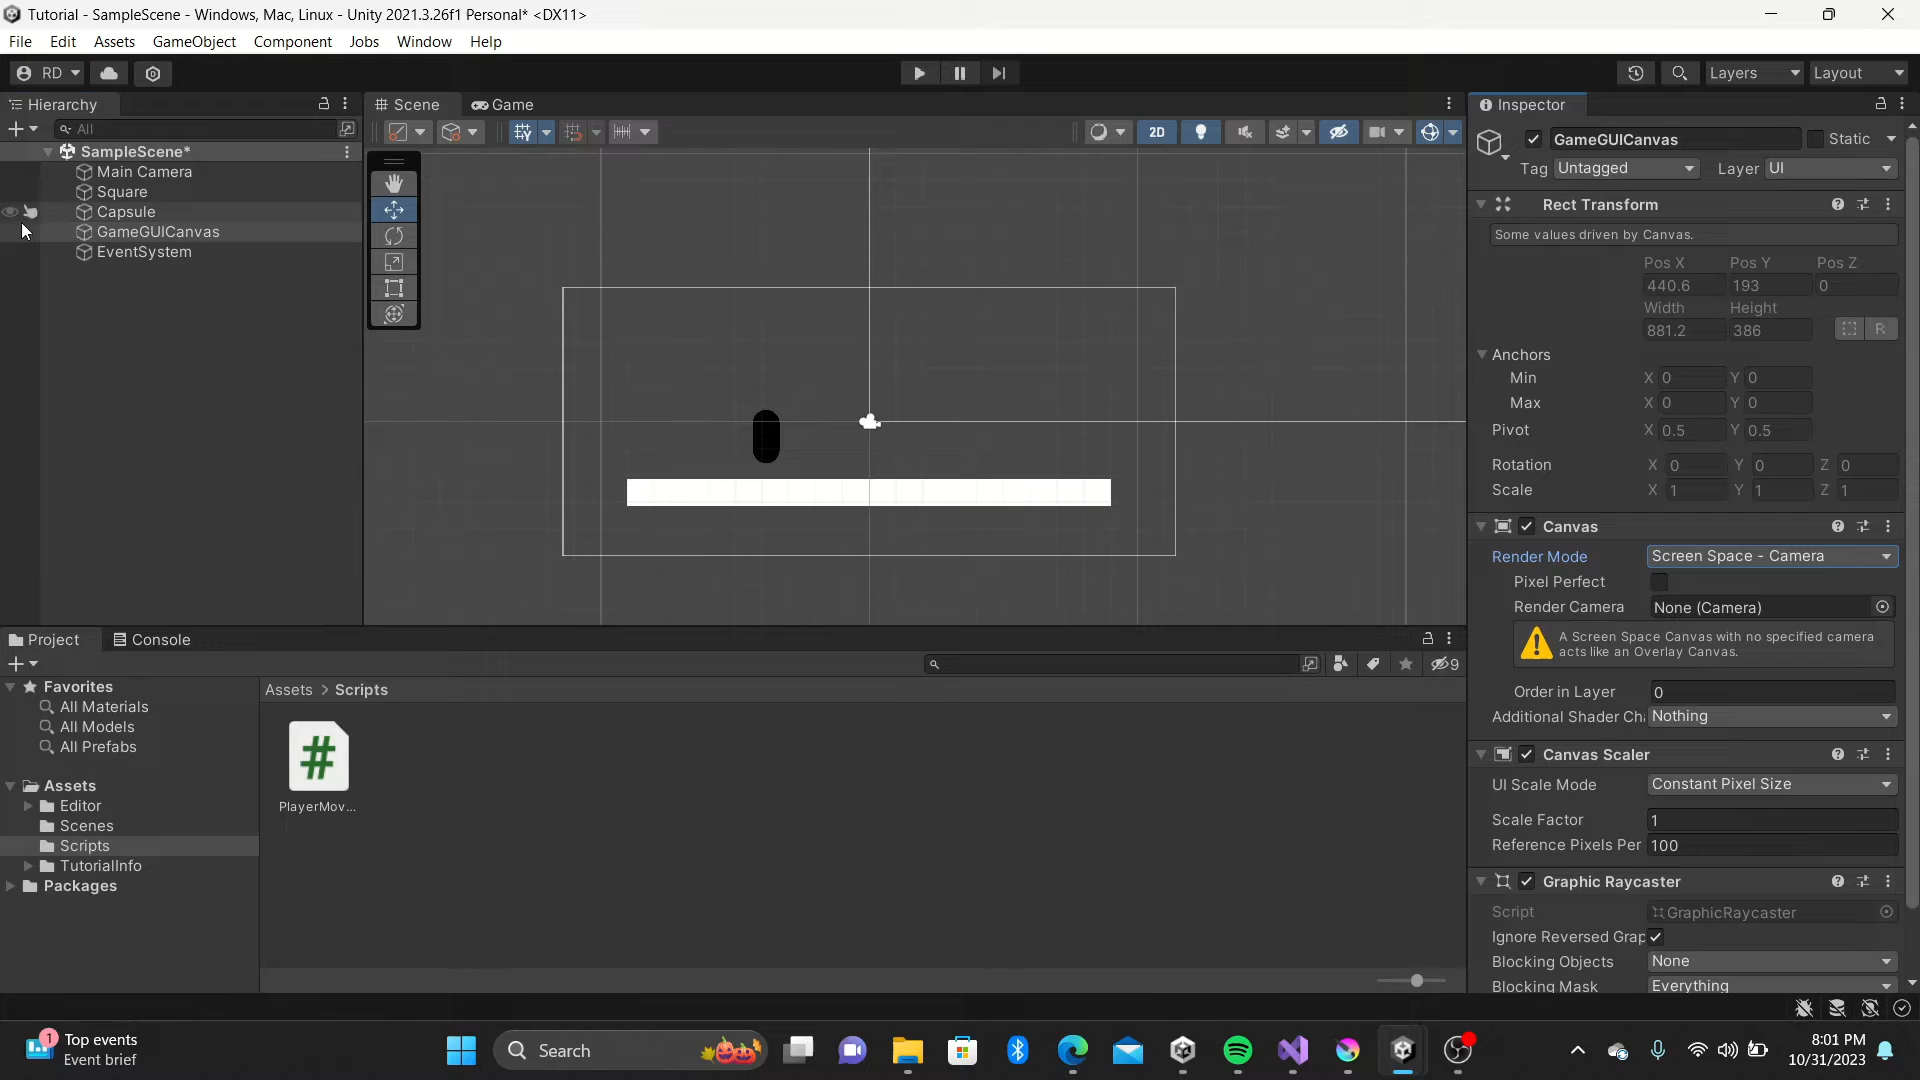 Tutorial - SampleScene - Windows, Mac, Linux - Unity 2021.3.26f1 Personal* <DX11>
File Edit Assets GameObject Component Jobs Window Help
RD Layers Layout
Hierarchy
All
SampleScene*
Main Camera
Square
Capsule
GameGUICanvas
EventSystem
Scene Game
2D
Inspector
GameGUICanvas Static
Tag Untagged Layer UI
Rect Transform
Some values driven by Canvas.
Pos X Pos Y Pos Z
440.6 193 0
Width Height
881.2 386 R
Anchors
Min X 0 Y 0
Max X 0 Y 0
Pivot X 0.5 Y 0.5
Rotation X 0 Y 0 Z 0
Scale X 1 Y 1 Z 1
Canvas
Render Mode Screen Space - Camera
Pixel Perfect
Render Camera None (Camera)
A Screen Space Canvas with no specified camera
acts like an Overlay Canvas.
Order in Layer 0
Additional Shader Ch Nothing
Canvas Scaler
UI Scale Mode Constant Pixel Size
Scale Factor 1
Reference Pixels Per 100
Graphic Raycaster
Script GraphicRaycaster
Ignore Reversed Grap
Blocking Objects None
Blocking Mask Everything
Project Console
9
Favorites
All Materials
All Models
All Prefabs
Assets
Editor
Scenes
Scripts
TutorialInfo
Packages
Assets > Scripts
#
PlayerMov...
1
Top events
Event brief
Search
8:01 PM
10/31/2023